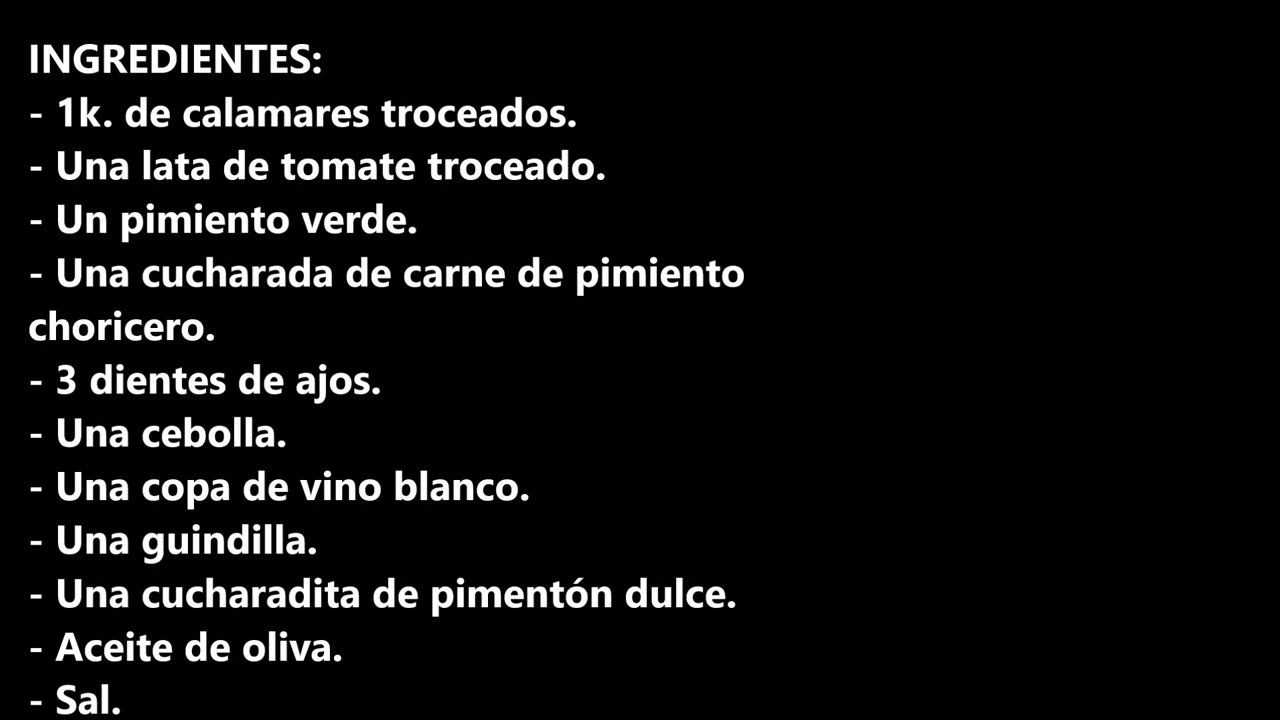 INGREDIENTES:
- 1k. de calamares troceados.
- Una lata de tomate troceado.
- Un pimiento verde.
- Una cucharada de carne de pimiento
choricero.
- 3 dientes de ajos.
- Una cebolla.
- Una copa de vino blanco.
- Una guindilla.
- Una cucharadita de pimentón dulce.
- Aceite de oliva.
- Sal.